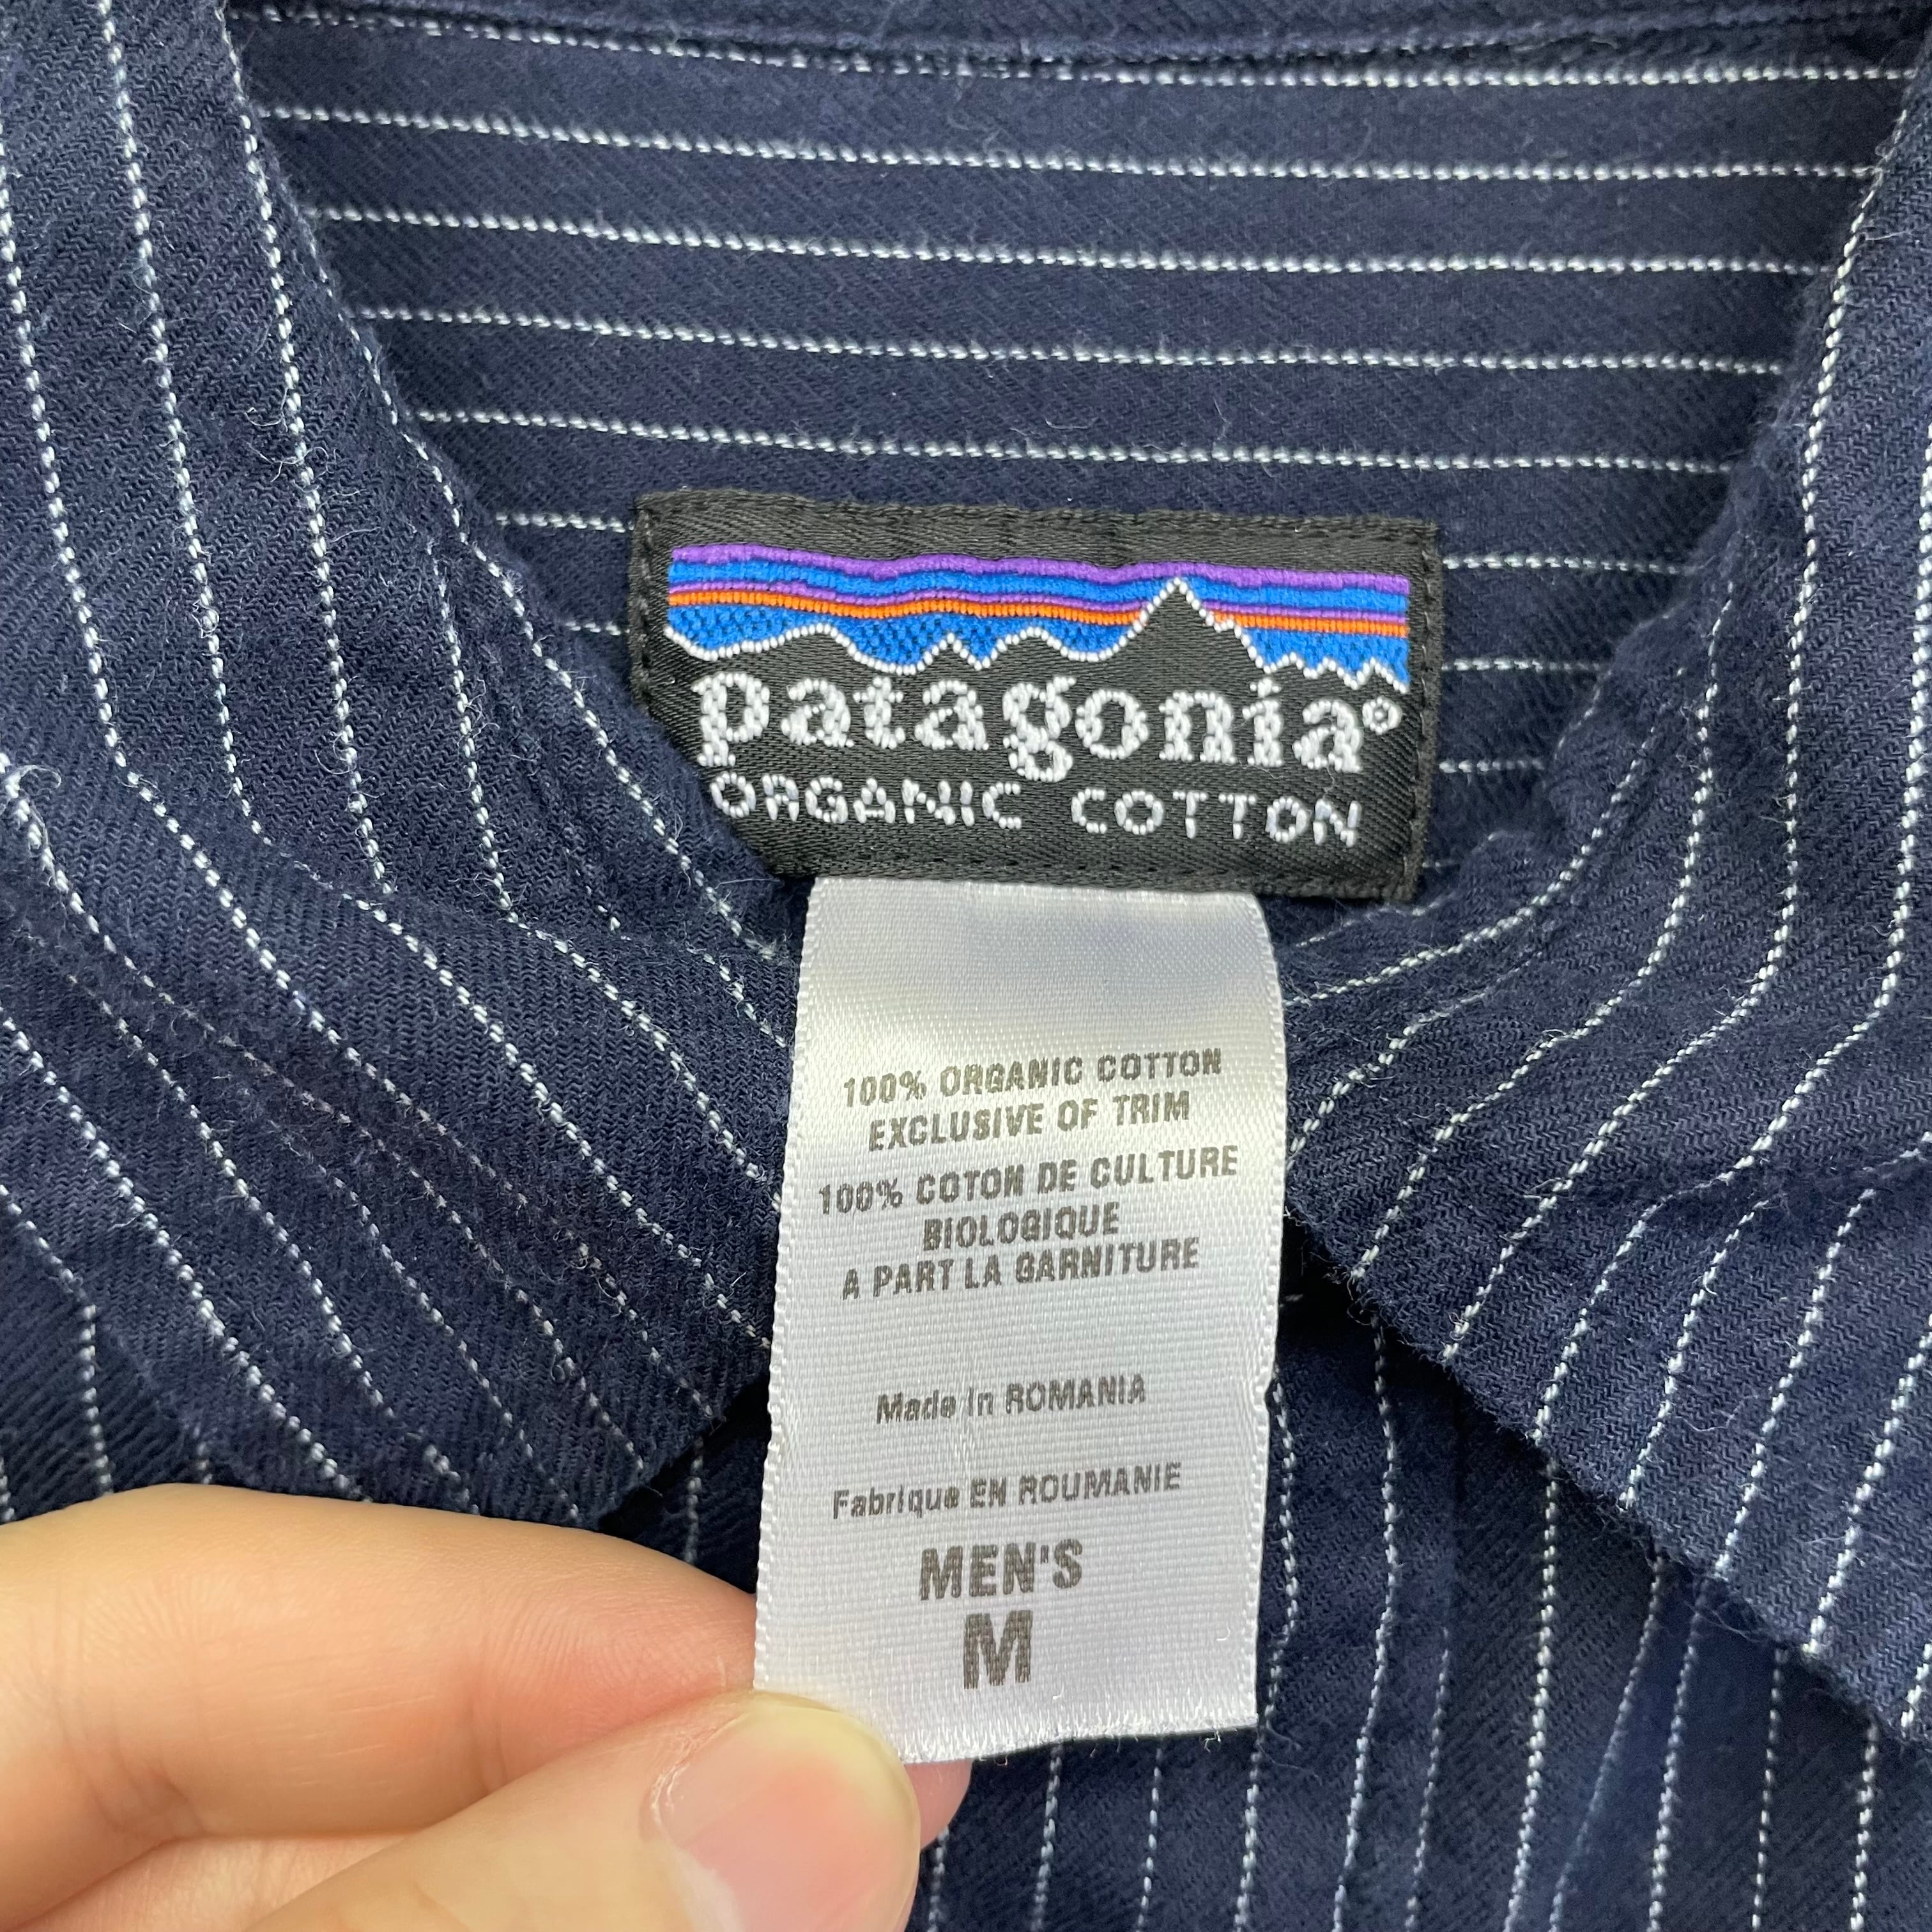 patagonia®
ORGANIC COTTON
100% ORGANIC COTTON
EXCLUSIVE OF TRIM
100% COTON DE CULTURE
BIOLOGIQUE
A PART LA GARNITURE
Made in ROMANIA
Fabrique EN ROUMANIE
MEN'S
M